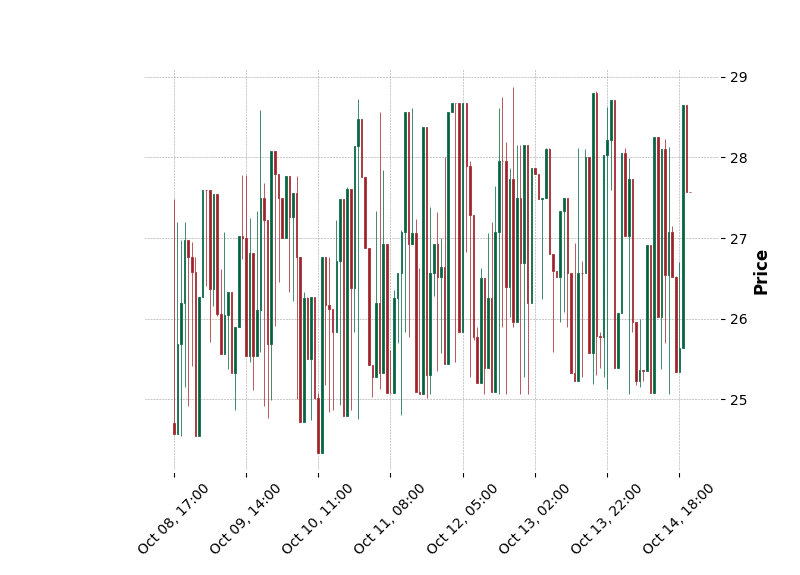 29
28
27
26
25
Price
Oct 08, 17:00
Oct 09, 14:00
Oct 10, 11:00
Oct 11, 08:00
Oct 12, 05:00
Oct 13, 02:00
Oct 13, 22:00
Oct 14, 18:00